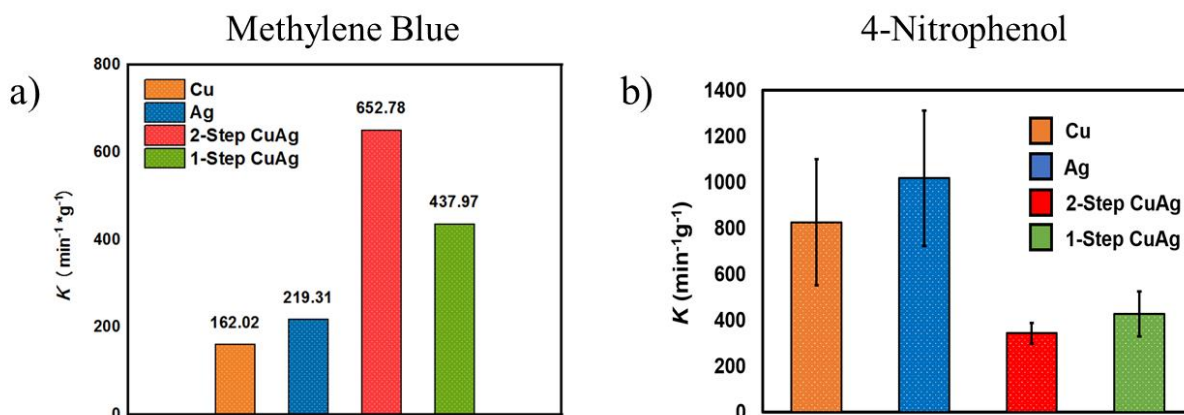 Methylene Blue
a)
800
600
400
200
0
K ( min⁻¹ *g⁻¹)
Cu
Ag
2-Step CuAg
1-Step CuAg
162.02
219.31
652.78
437.97
4-Nitrophenol
b)
1400
1200
1000
800
600
400
200
0
K (min⁻¹g⁻¹)
Cu
Ag
2-Step CuAg
1-Step CuAg